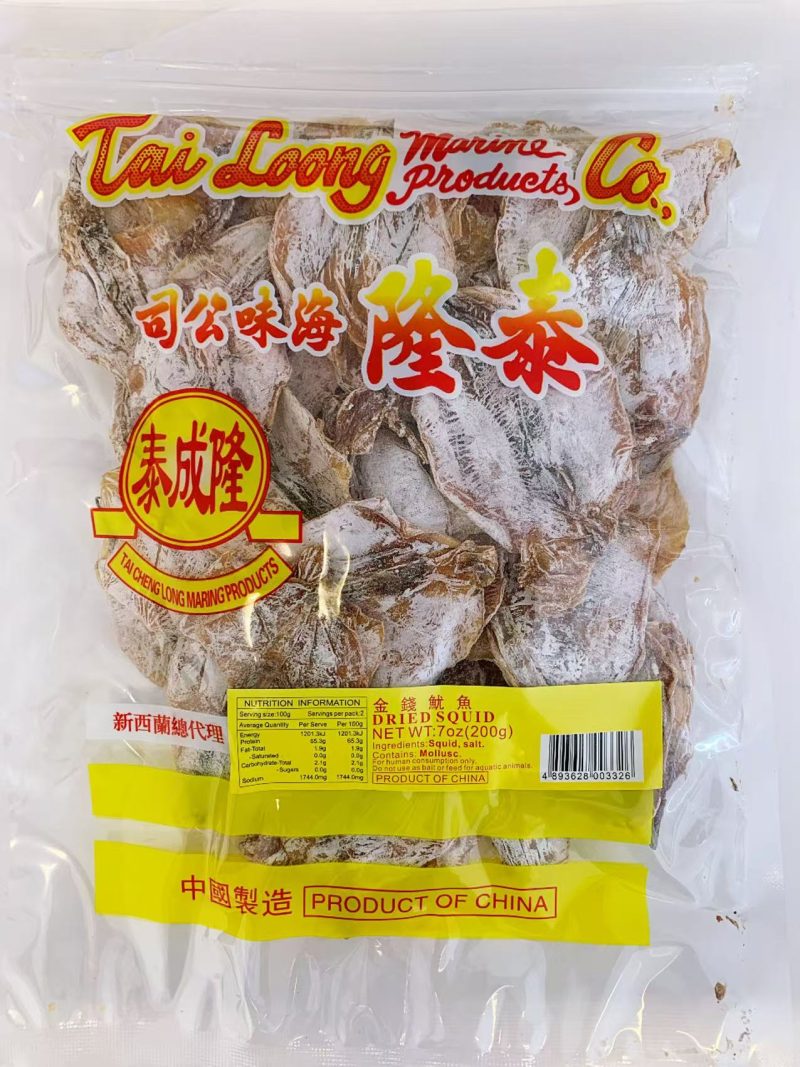 Tai Loong Marine Products, Co.,
司公味海 隆泰
泰成隆
TAI CHENG LONG MARING PRODUCTS
新西蘭總代理
NUTRITION INFORMATION
Serving size:100g Servings per pack:2
Average Quantity Per Serve Per 100g
Energy 1201.3kJ 1201.3kJ
Protein 65.3g 65.3g
Fat-Total 1.9g 1.9g
-Saturated 0.0g 0.0g
Carbohydrate-Total 2.1g 2.1g
-Sugars 0.0g 0.0g
Sodium 1744.0mg 1744.0mg
金錢魷魚
DRIED SQUID
NET WT:7oz(200g)
Ingredients:Squid, salt.
Contains: Mollusc.
For human consumption only.
Do not use as bait or feed for aquatic animals.
PRODUCT OF CHINA
4 893628 003326
中國製造 PRODUCT OF CHINA